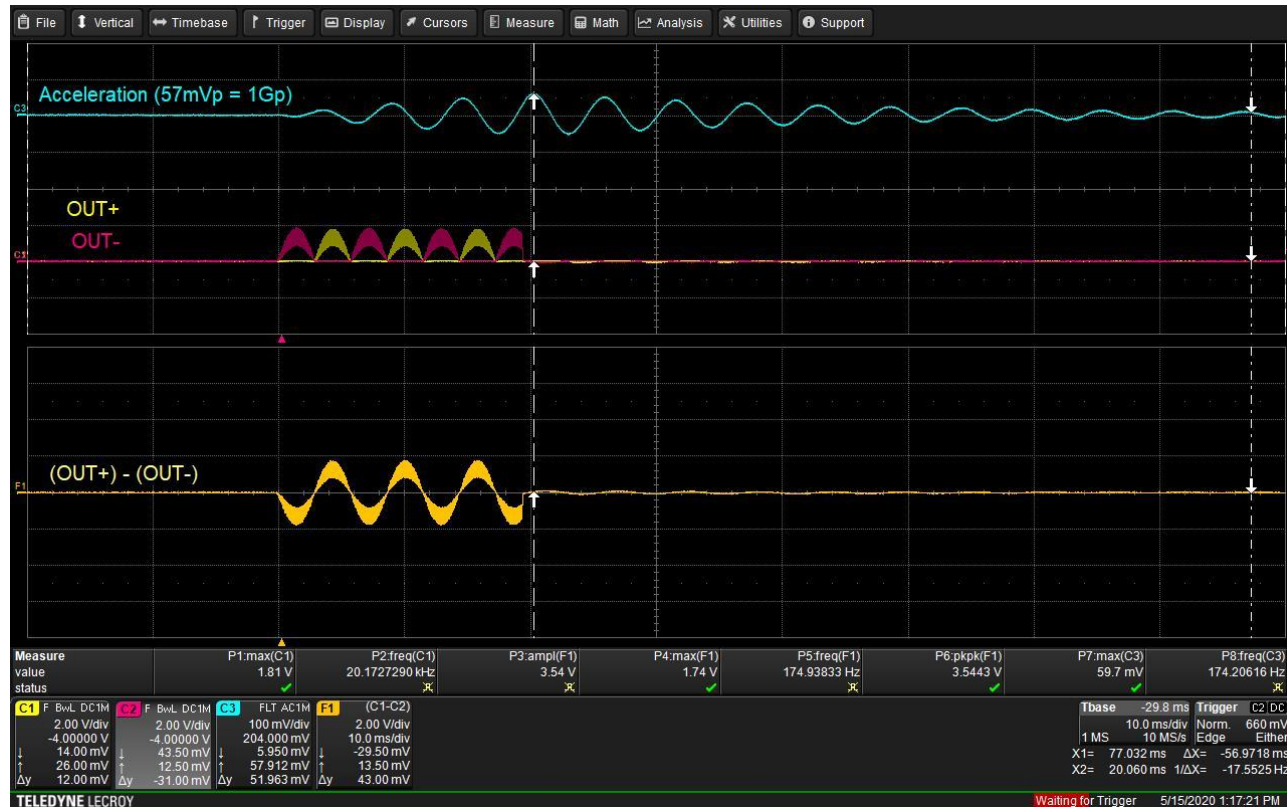 File Vertical Timebase Trigger Display Cursors Measure Math Analysis Utilities Support
Acceleration (57mVp = 1Gp)
C3
OUT+
OUT-
C1
(OUT+) - (OUT-)
F1
Measure P1:max(C1) P2:freq(C1) P3:ampl(F1) P4:max(F1) P5:freq(F1) P6:pkpk(F1) P7:max(C3) P8:freq(C3)
value 1.81 V 20.1727290 kHz 3.54 V 1.74 V 174.93833 Hz 3.5443 V 59.7 mV 174.20616 Hz
status
C1 F BwL DC1M C2 F BwL DC1M C3 FLT AC1M F1 (C1-C2) Tbase -29.8 ms Trigger C2 DC
2.00 V/div 2.00 V/div 100 mV/div 2.00 V/div 10.0 ms/div Norm. 660 mV
-4.00000 V -4.00000 V 204.000 mV 10.0 ms/div 1 MS 10 MS/s Edge Either
↓ 14.00 mV ↓ 43.50 mV ↓ 5.950 mV ↓ -29.50 mV X1= 77.032 ms ΔX= -56.9718 ms
↑ 26.00 mV ↑ 12.50 mV ↑ 57.912 mV ↑ 13.50 mV X2= 20.060 ms 1/ΔX= -17.5525 Hz
Δy 12.00 mV Δy -31.00 mV Δy 51.963 mV Δy 43.00 mV
TELEDYNE LECROY Waiting for Trigger 5/15/2020 1:17:21 PM